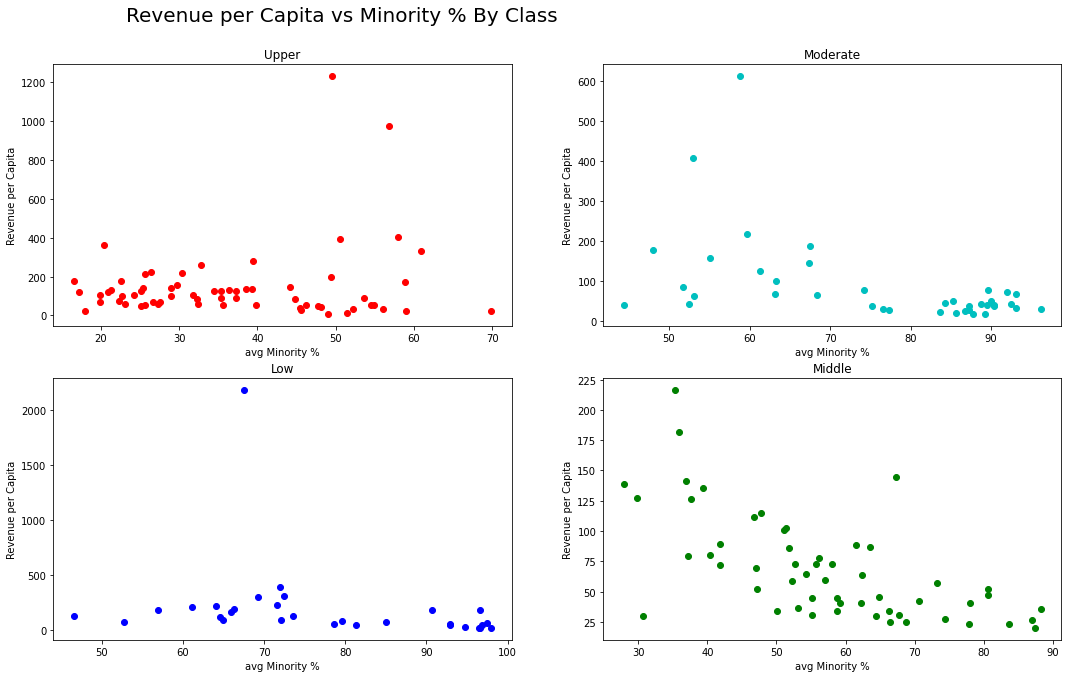 Revenue per Capita vs Minority % By Class
Upper
1200
1000
800
600
400
200
0
Revenue per Capita
20 30 40 50 60 70
avg Minority %
Moderate
600
500
400
300
200
100
0
Revenue per Capita
50 60 70 80 90
avg Minority %
Low
2000
1500
1000
500
0
Revenue per Capita
50 60 70 80 90 100
avg Minority %
Middle
225
200
175
150
125
100
75
50
25
Revenue per Capita
30 40 50 60 70 80 90
avg Minority %